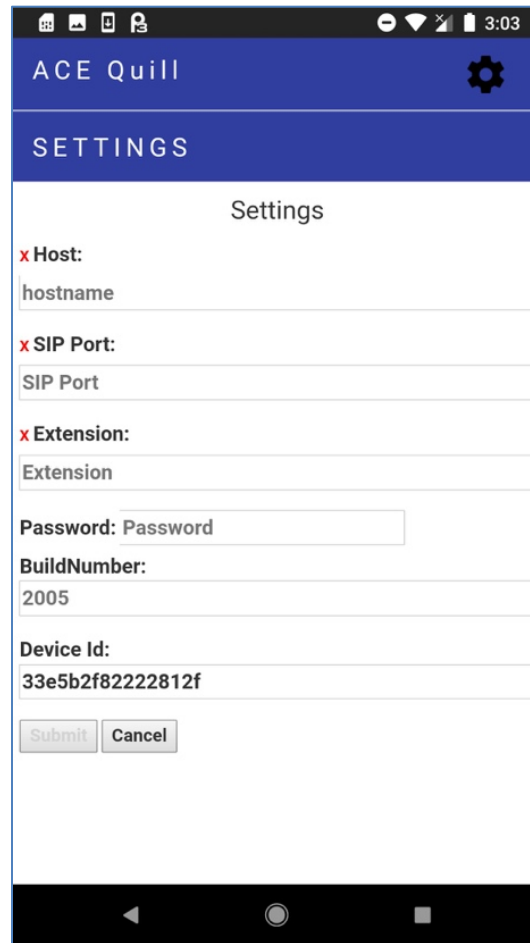 3:03
ACE Quill
SETTINGS
Settings
x Host:
hostname
x SIP Port:
SIP Port
x Extension:
Extension
Password: Password
BuildNumber:
2005
Device Id:
33e5b2f82222812f
Submit Cancel